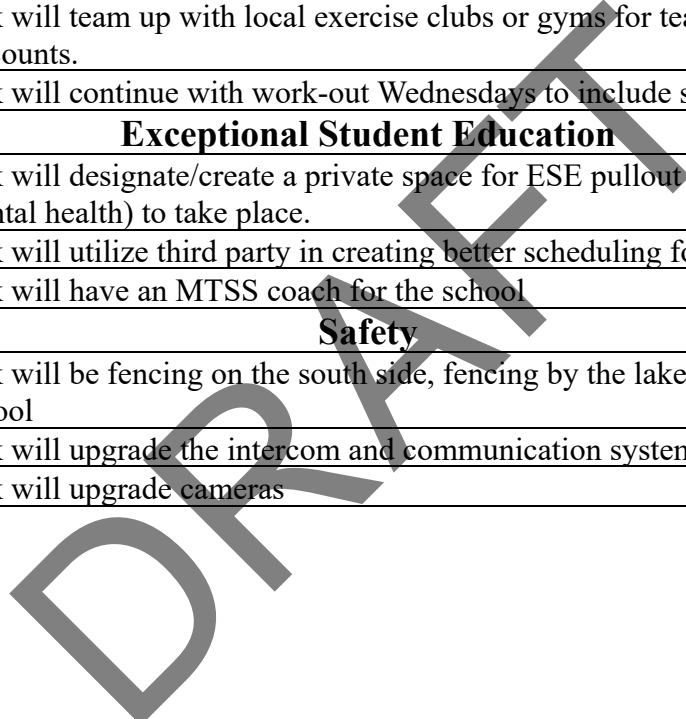 will team up with local exercise clubs or gyms for tea
ounts.
will continue with work-out Wednesdays to include s
Exceptional Student Education
will designate/create a private space for ESE pullout
ntal health) to take place.
will utilize third party in creating better scheduling fo
will have an MTSS coach for the school
Safety
will be fencing on the south side, fencing by the lake
ool
will upgrade the intercom and communication system
will upgrade cameras
DRAFT